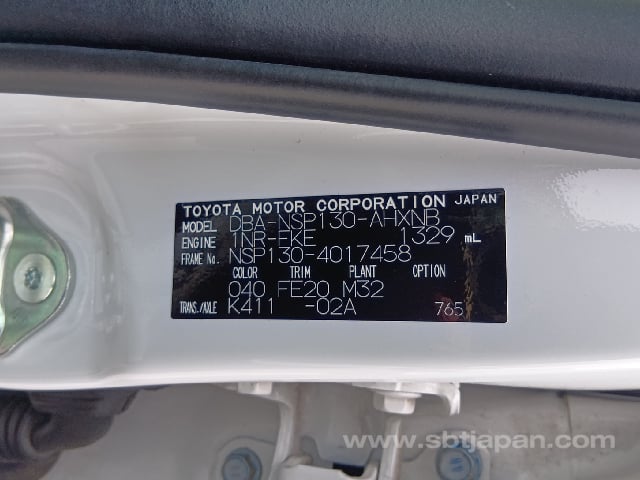 TOYOTA MOTOR CORPORATION JAPAN
MODEL DBA-NSP130-AHXNB
ENGINE 1NR-FKE 1329 mL
FRAME No. NSP130-4017458
COLOR TRIM PLANT OPTION
040 FE20 M32
TRANS./AXLE K411 -02A 765
www.sbtjapan.com